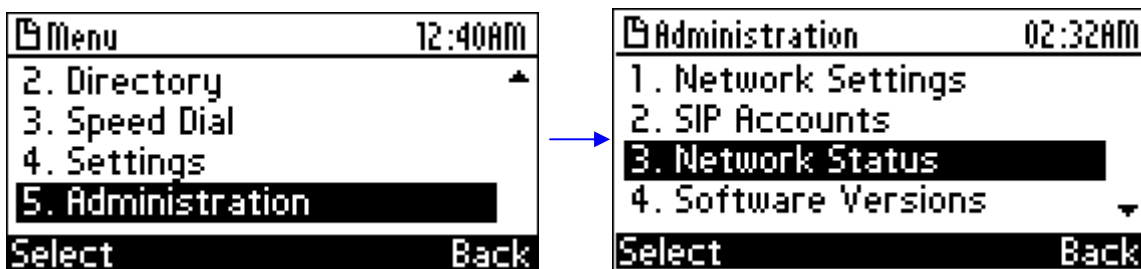 Menu 12:40AM
2. Directory
3. Speed Dial
4. Settings
5. Administration
Select Back
Administration 02:32AM
1. Network Settings
2. SIP Accounts
3. Network Status
4. Software Versions
Select Back